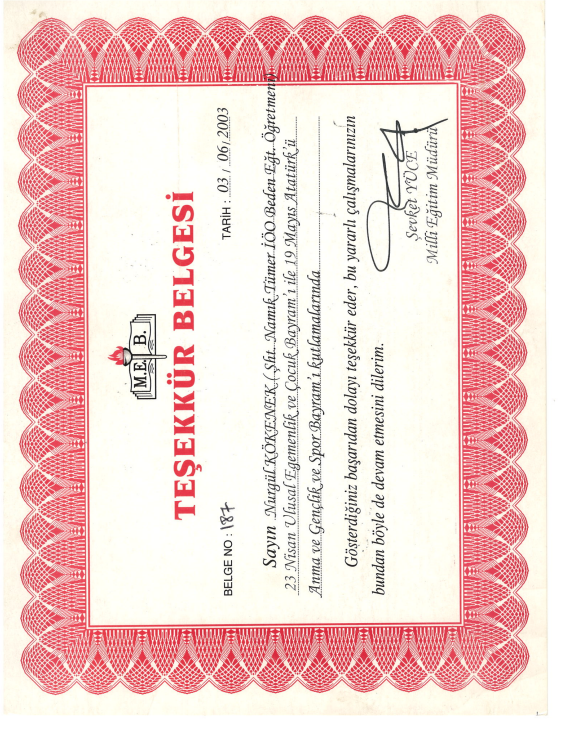 M.E. B.
TEŞEKKÜR BELGESİ
BELGE NO : 187 TARİH : 03 / 06 / 2003
Sayın Nurgül KÖKENEK ( Şht. Namık Tümer İÖO Beden Eğt. Öğretmeni)
23 Nisan Ulusal Egemenlik ve Çocuk Bayram'ı ile 19 Mayıs Atatürk'ü
Anma ve Gençlik ve Spor Bayram'ı kutlamalarında
Gösterdiğiniz başarıdan dolayı teşekkür eder, bu yararlı çalışmalarınızın
bundan böyle de devam etmesini dilerim.
Şevket YÜCE
Milli Eğitim Müdürü